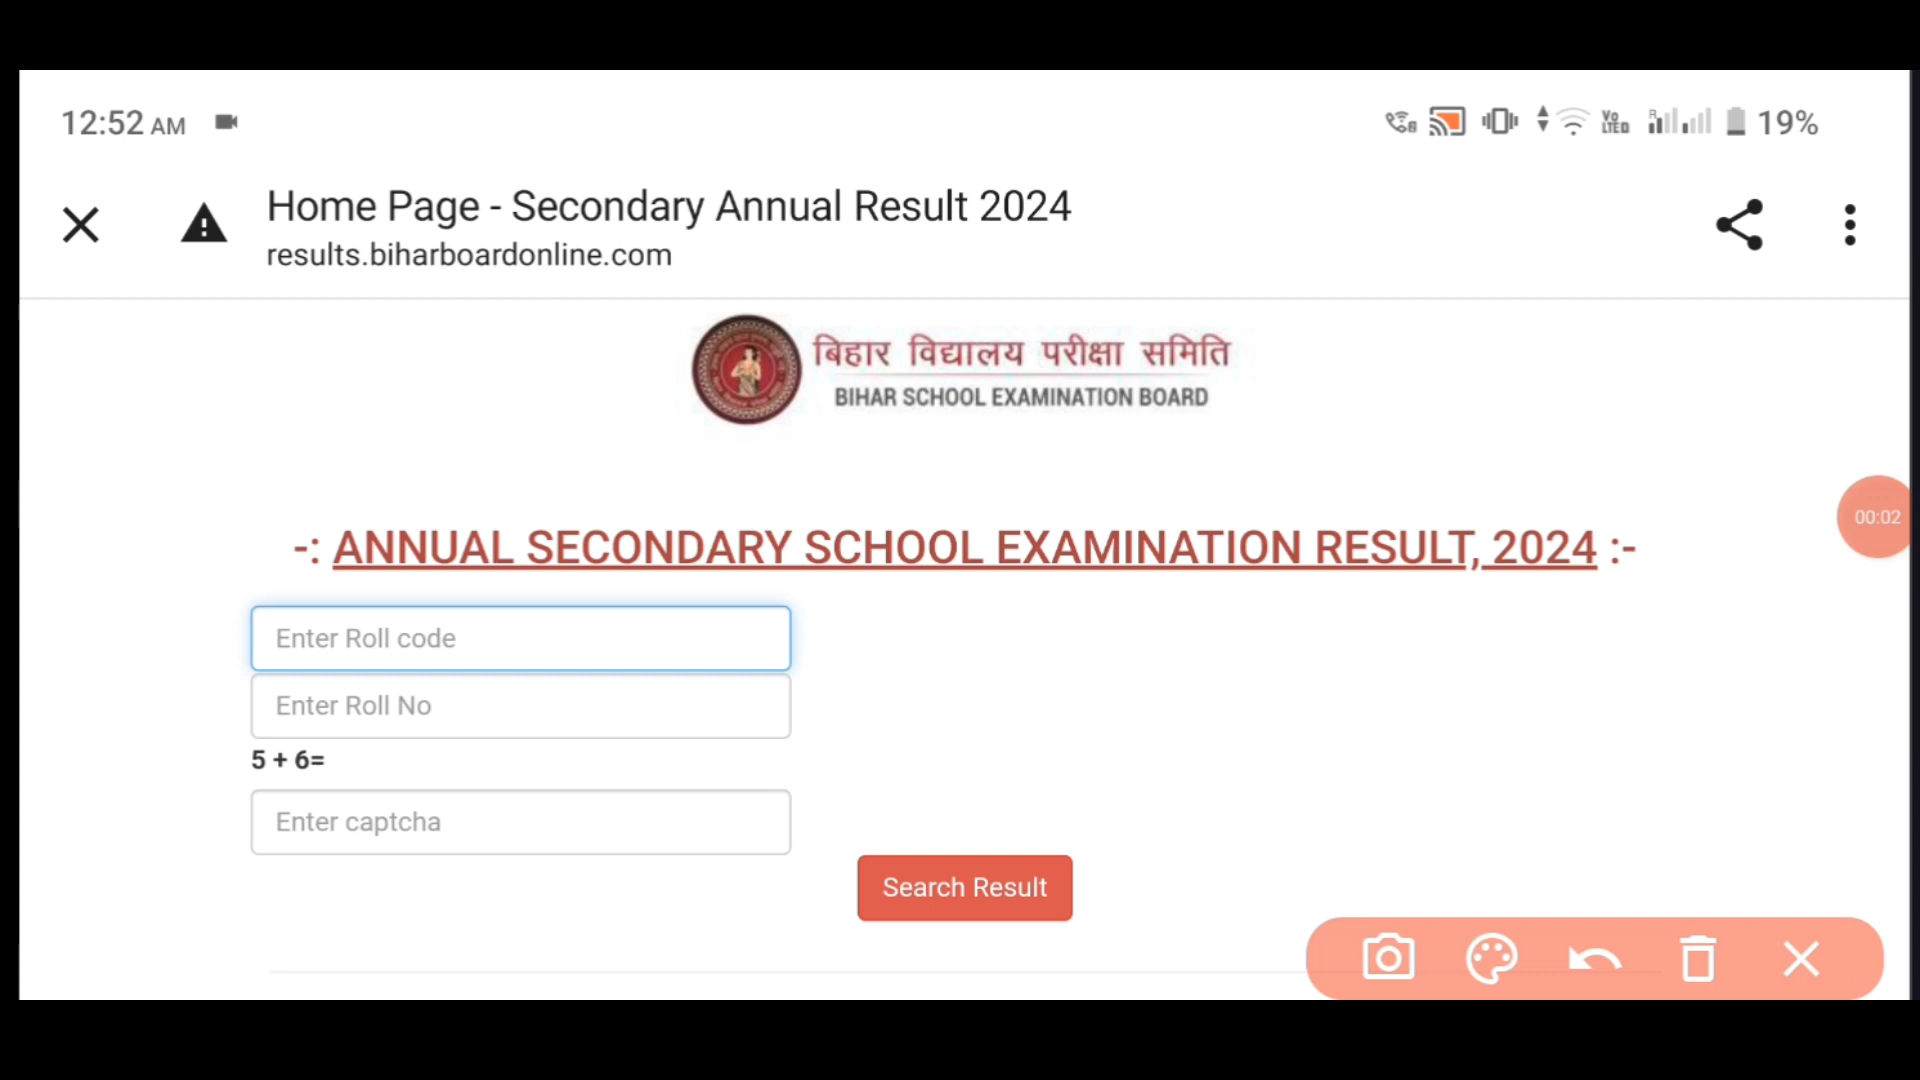 12:52 AM
Vo
LTE
R
19%
Home Page - Secondary Annual Result 2024
results.biharboardonline.com
बिहार विद्यालय परीक्षा समिति
BIHAR SCHOOL EXAMINATION BOARD
-: ANNUAL SECONDARY SCHOOL EXAMINATION RESULT, 2024 :-
00:02
Enter Roll code
Enter Roll No
5 + 6=
Enter captcha
Search Result